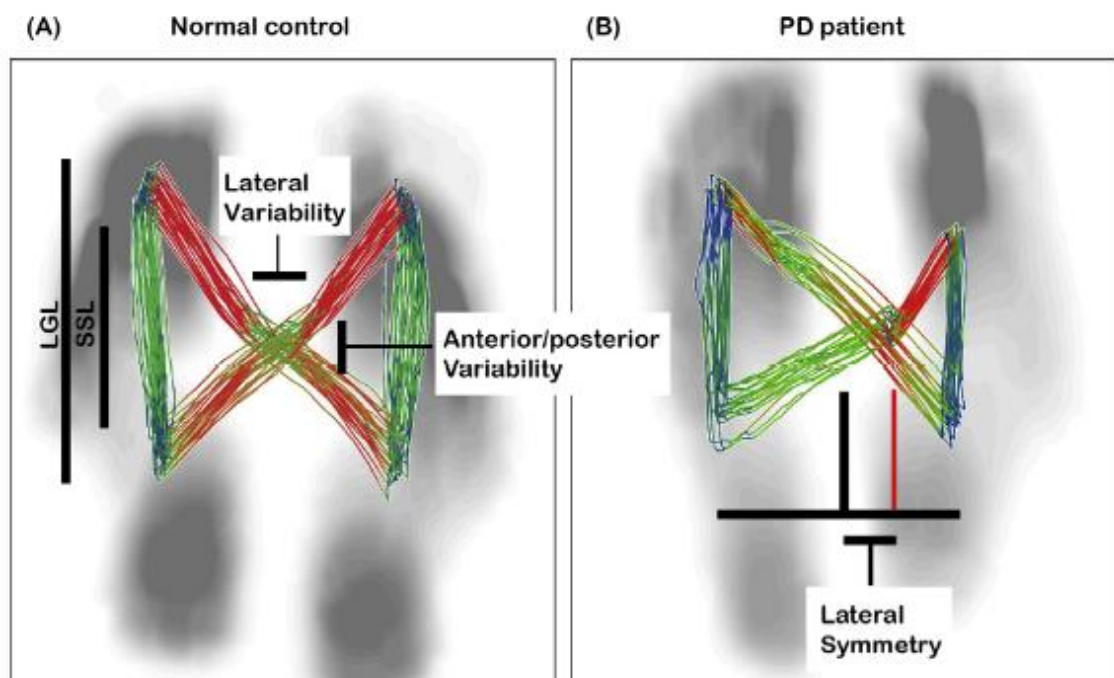 (A) Normal control
(B) PD patient
Lateral
Variability
LGL
SSL
Anterior/posterior
Variability
Lateral
Symmetry